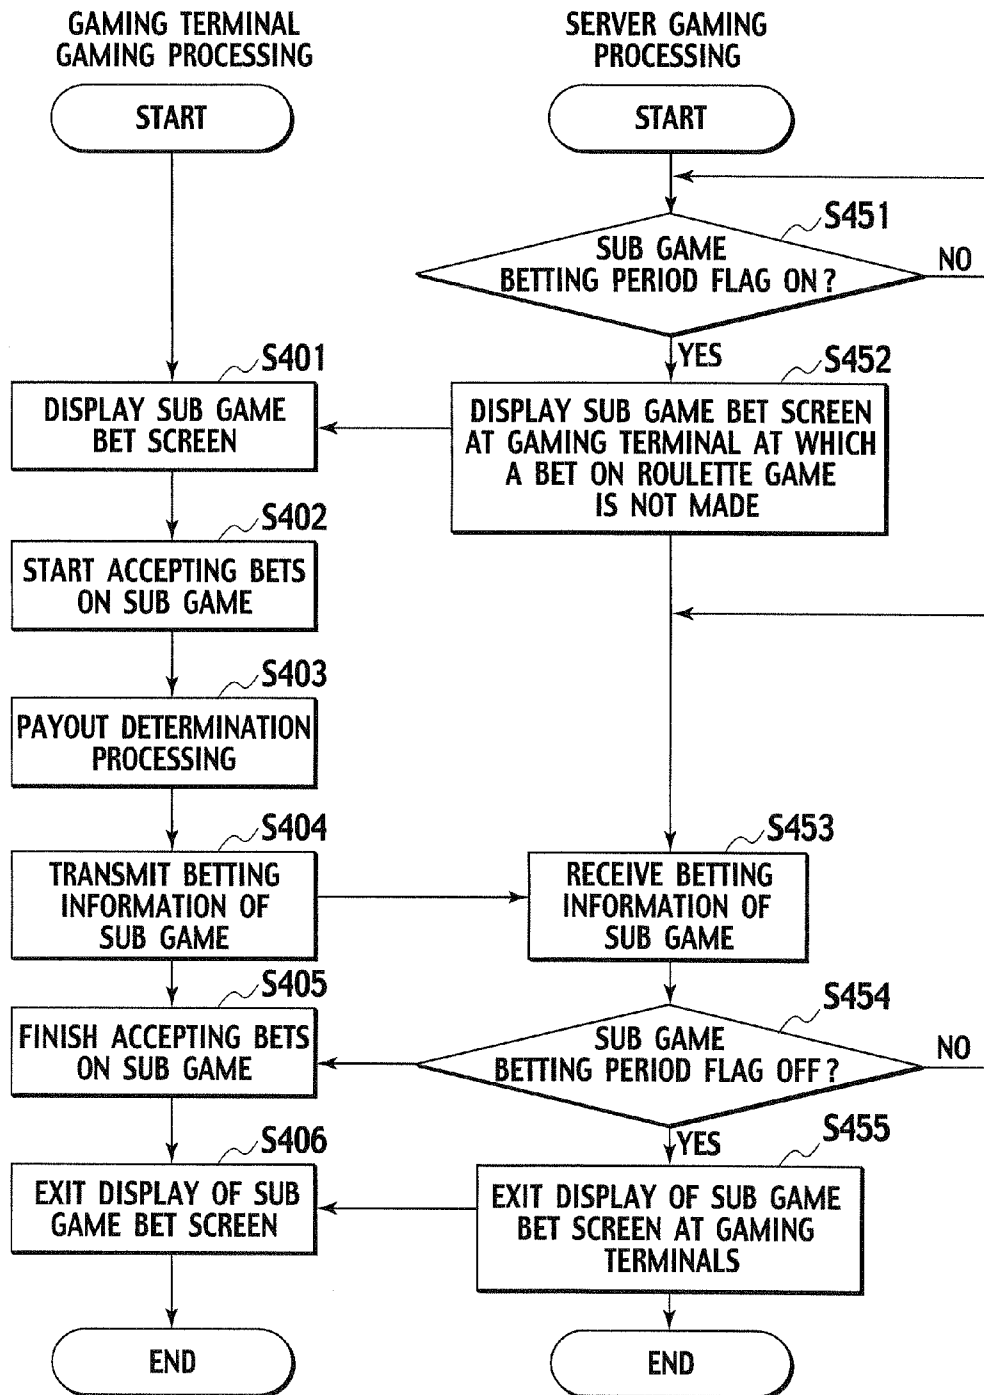 GAMING TERMINAL
GAMING PROCESSING
START
S401
DISPLAY SUB GAME
BET SCREEN
S402
START ACCEPTING BETS
ON SUB GAME
S403
PAYOUT DETERMINATION
PROCESSING
S404
TRANSMIT BETTING
INFORMATION OF
SUB GAME
S405
FINISH ACCEPTING BETS
ON SUB GAME
S406
EXIT DISPLAY OF SUB
GAME BET SCREEN
END
SERVER GAMING
PROCESSING
START
S451
SUB GAME
BETTING PERIOD FLAG ON?
NO
YES
S452
DISPLAY SUB GAME BET SCREEN
AT GAMING TERMINAL AT WHICH
A BET ON ROULETTE GAME
IS NOT MADE
S453
RECEIVE BETTING
INFORMATION OF
SUB GAME
S454
SUB GAME
BETTING PERIOD FLAG OFF?
NO
YES
S455
EXIT DISPLAY OF SUB GAME
BET SCREEN AT GAMING
TERMINALS
END